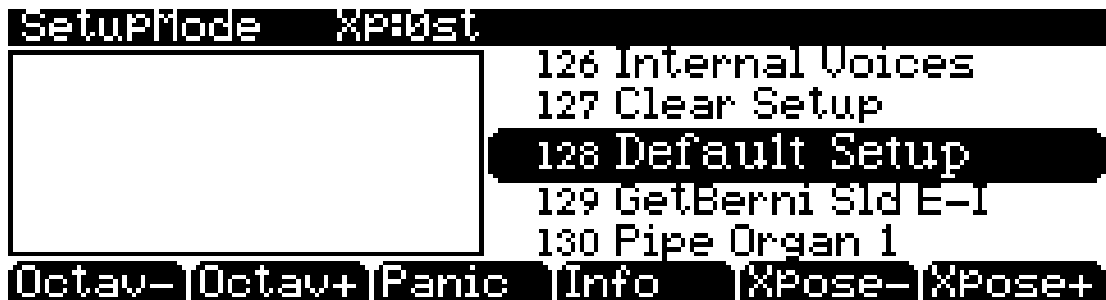 SetupMode Xp:0st
126 Internal Voices
127 Clear Setup
128 Default Setup
129 GetBerni Sld E-I
130 Pipe Organ 1
Octav- Octav+ Panic Info Xpose- Xpose+